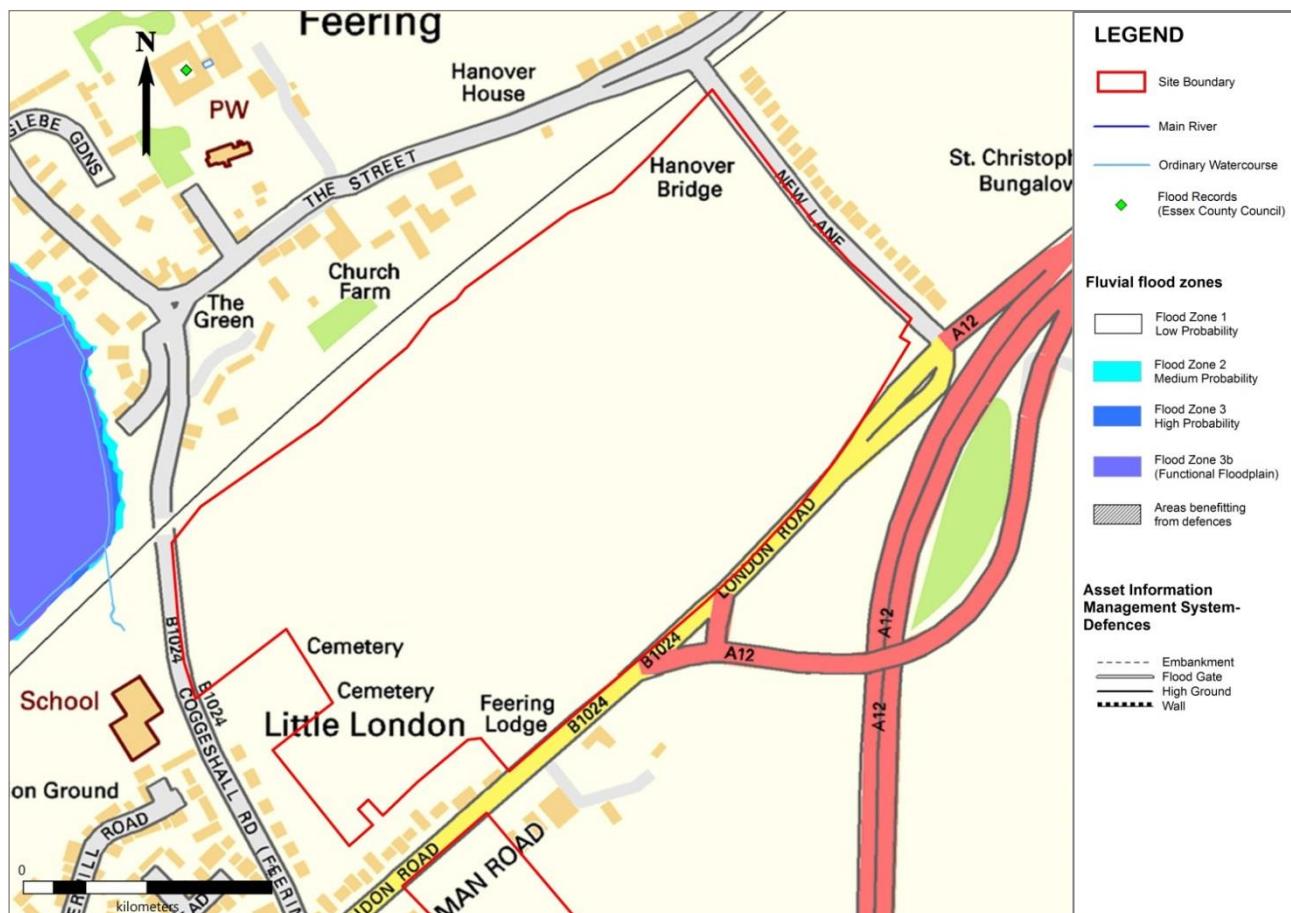 Feering
N
Hanover
House
PW
GLEBE GDNS
THE STREET
Hanover
Bridge
St. Christoph
Bungalov
NEW LANE
Church
Farm
The
Green
A12
LONDON ROAD
B1024
Cemetery
B1024
A12
A12
School
B1024
Cemetery
Feering
Lodge
Little London
B1024
A12
COGGESHALL RD (FEERIN
on Ground
ERHILL ROAD
NDON ROAD
MAN ROAD
AD
0
kilometers
LEGEND
Site Boundary
Main River
Ordinary Watercourse
Flood Records
(Essex County Council)
Fluvial flood zones
Flood Zone 1
Low Probability
Flood Zone 2
Medium Probability
Flood Zone 3
High Probability
Flood Zone 3b
(Functional Floodplain)
Areas benefitting
from defences
Asset Information
Management System-
Defences
Embankment
Flood Gate
High Ground
Wall